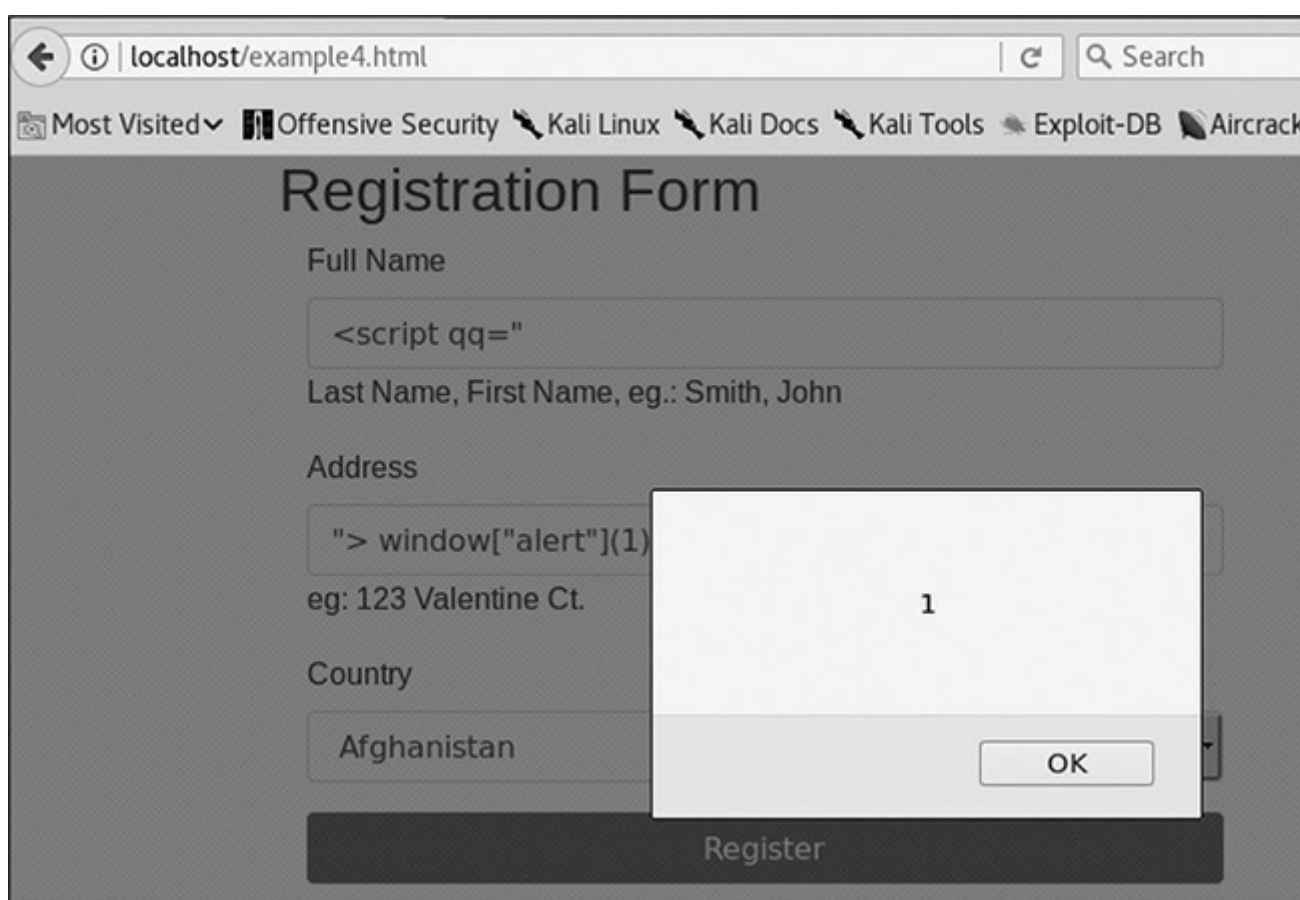 localhost/example4.html
Search
Most Visited Offensive Security Kali Linux Kali Docs Kali Tools Exploit-DB Aircrack
Registration Form
Full Name
<script qq="
Last Name, First Name, eg.: Smith, John
Address
"> window["alert"](1)
eg: 123 Valentine Ct.
1
Country
Afghanistan
OK
Register